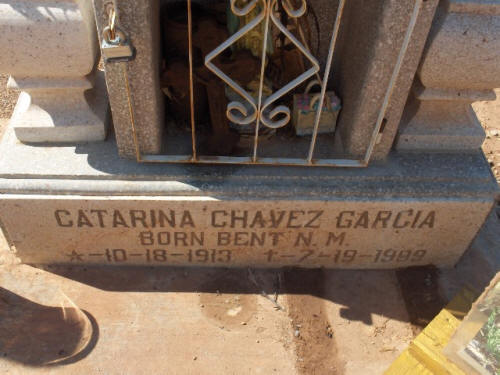 CATARINA CHAVEZ GARCIA
BORN BENT N. M.
★-10-18-1913 †-7-19-1999